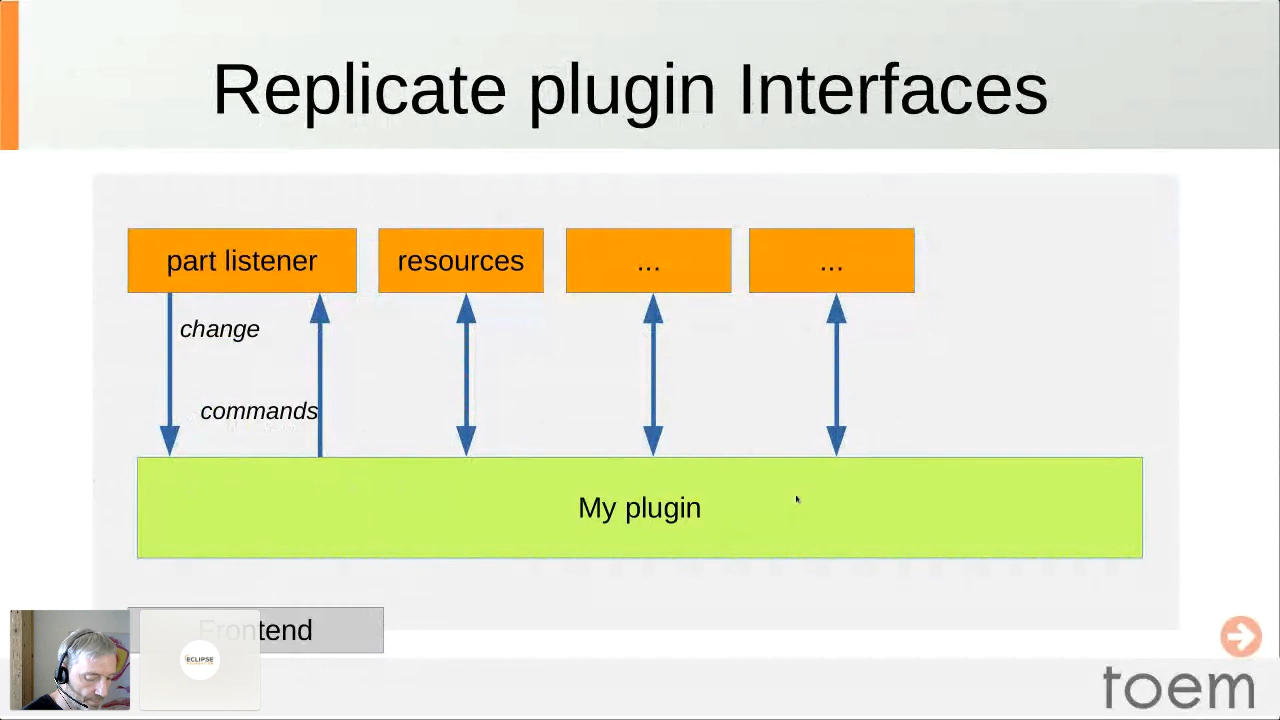 Replicate plugin Interfaces
part listener
resources
...
...
change
commands
My plugin
Frontend
ECLIPSE
toem